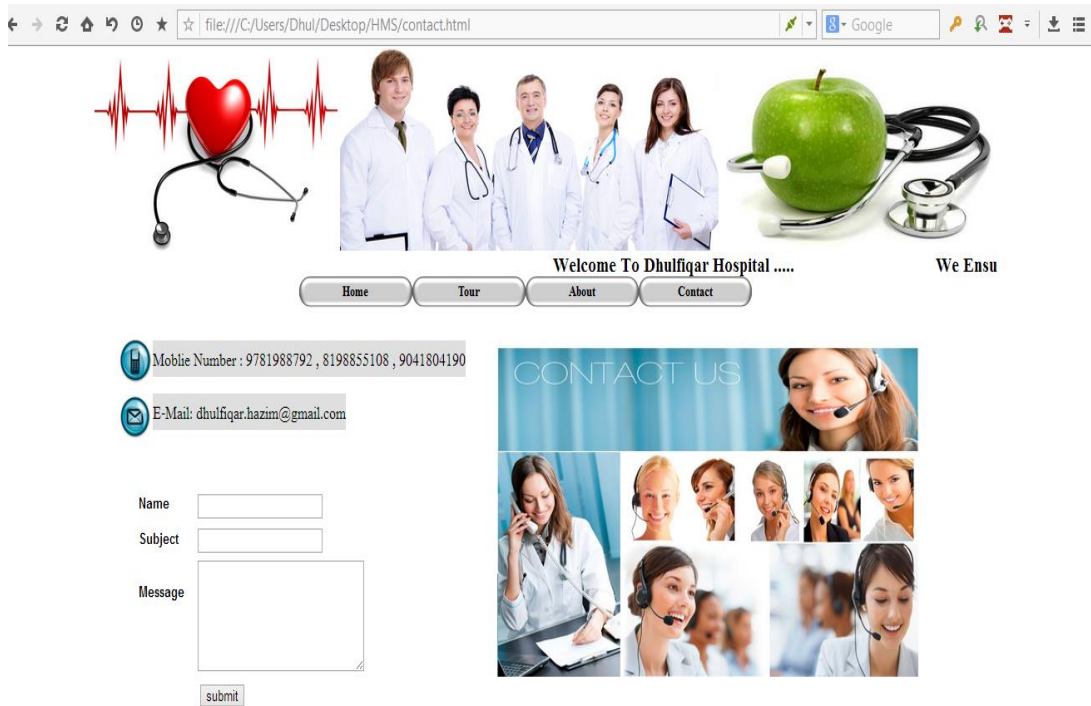 file:///C:/Users/Dhul/Desktop/HMS/contact.html
Google
Welcome To Dhulfiqar Hospital ..... We Ensu
Home Tour About Contact
Moblie Number : 9781988792 , 8198855108 , 9041804190
E-Mail: dhulfiqar.hazim@gmail.com
CONTACT US
Name
Subject
Message
submit